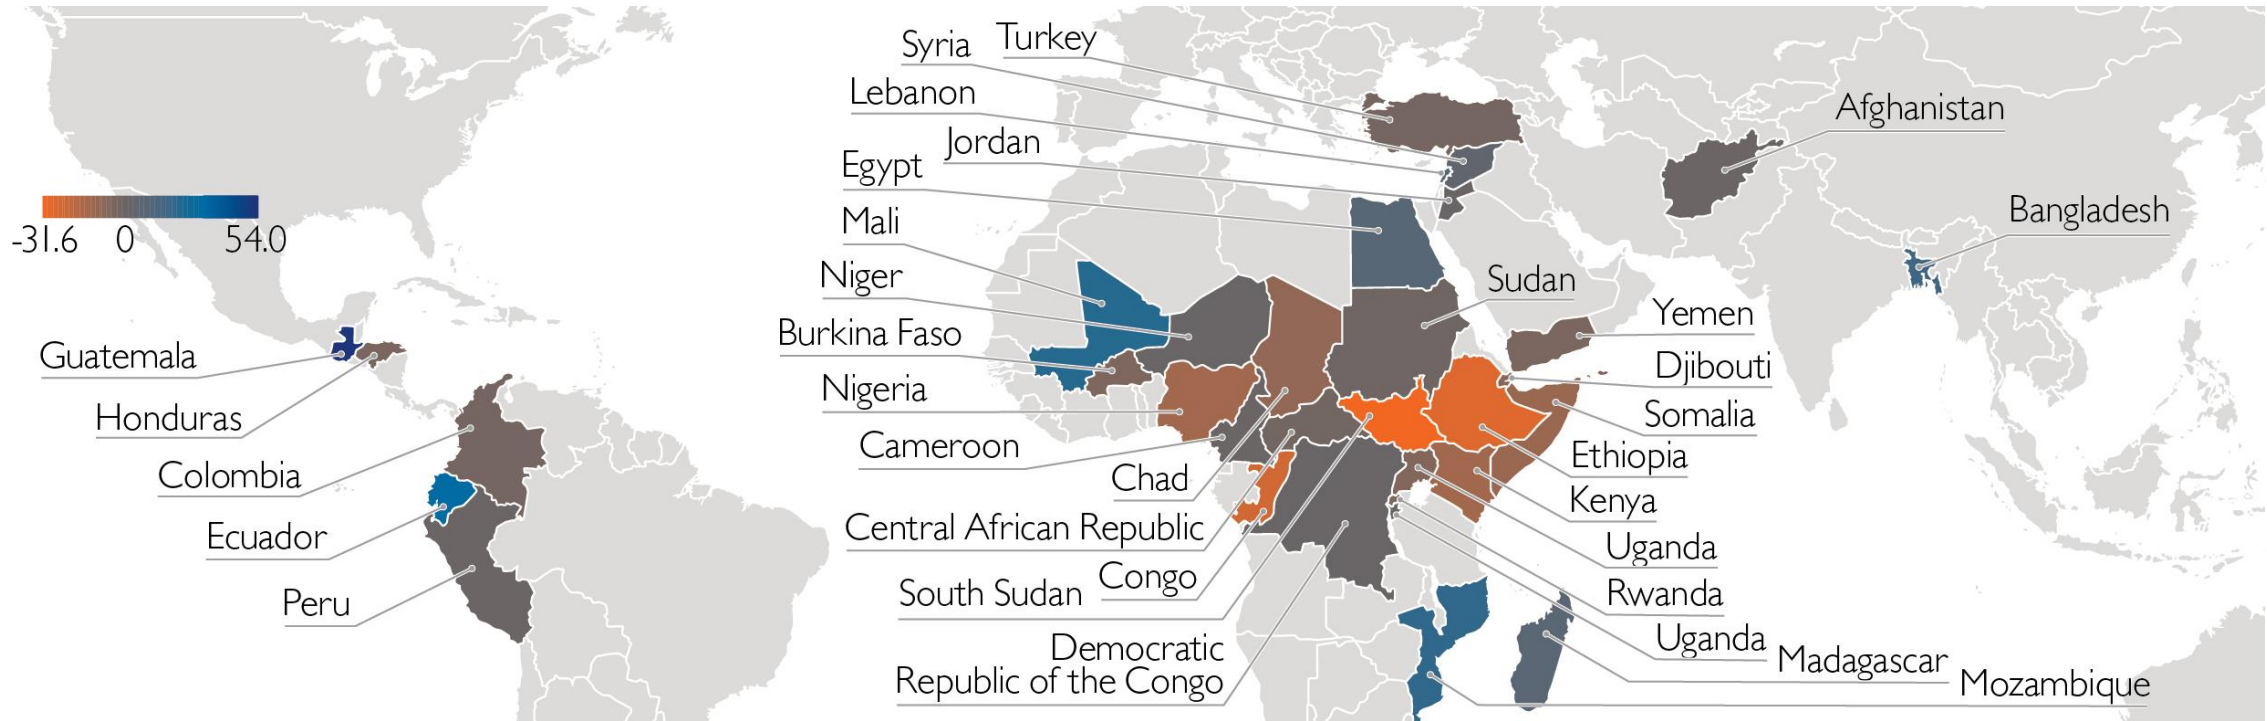 Syria
Turkey
Lebanon
Jordan
Egypt
Mali
Niger
Burkina Faso
Nigeria
Cameroon
Chad
Central African Republic
Congo
South Sudan
Democratic
Republic of the Congo
Afghanistan
Bangladesh
Sudan
Yemen
Djibouti
Somalia
Ethiopia
Kenya
Uganda
Rwanda
Uganda
Madagascar
Mozambique
-31.6 0 54.0
Guatemala
Honduras
Colombia
Ecuador
Peru